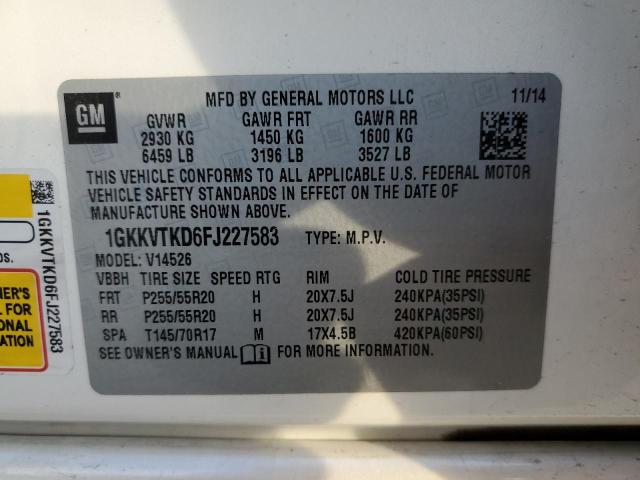 GM
MFD BY GENERAL MOTORS LLC 11/14
GVWR GAWR FRT GAWR RR
2930 KG 1450 KG 1600 KG
6459 LB 3196 LB 3527 LB
THIS VEHICLE CONFORMS TO ALL APPLICABLE U.S. FEDERAL MOTOR
VEHICLE SAFETY STANDARDS IN EFFECT ON THE DATE OF
MANUFACTURE SHOWN ABOVE.
1GKKVTKD6FJ227583 TYPE: M.P.V.
MODEL: V14526
VBBH TIRE SIZE SPEED RTG RIM COLD TIRE PRESSURE
FRT P255/55R20 H 20X7.5J 240KPA(35PSI)
RR P255/55R20 H 20X7.5J 240KPA(35PSI)
SPA T145/70R17 M 17X4.5B 420KPA(60PSI)
SEE OWNER'S MANUAL FOR MORE INFORMATION.
1GKKVTKD6FJ227583
FOR